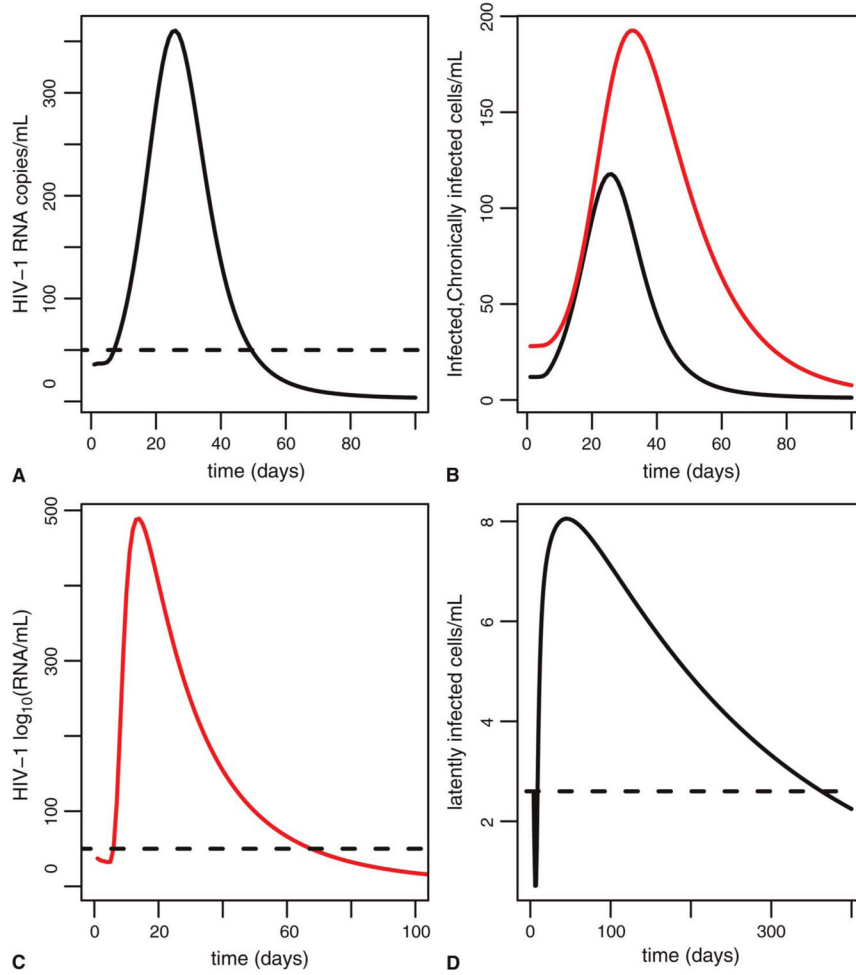 HIV−1 RNA copies/mL
300
200
100
0
0 20 40 60 80
time (days)
A
Infected,Chronically infected cells/mL
200
150
100
50
0
0 20 40 60 80
time (days)
B
HIV−1 log10(RNA/mL)
500
300
100
0
0 20 60 100
time (days)
C
latently infected cells/mL
8
6
4
2
100 300
time (days)
D